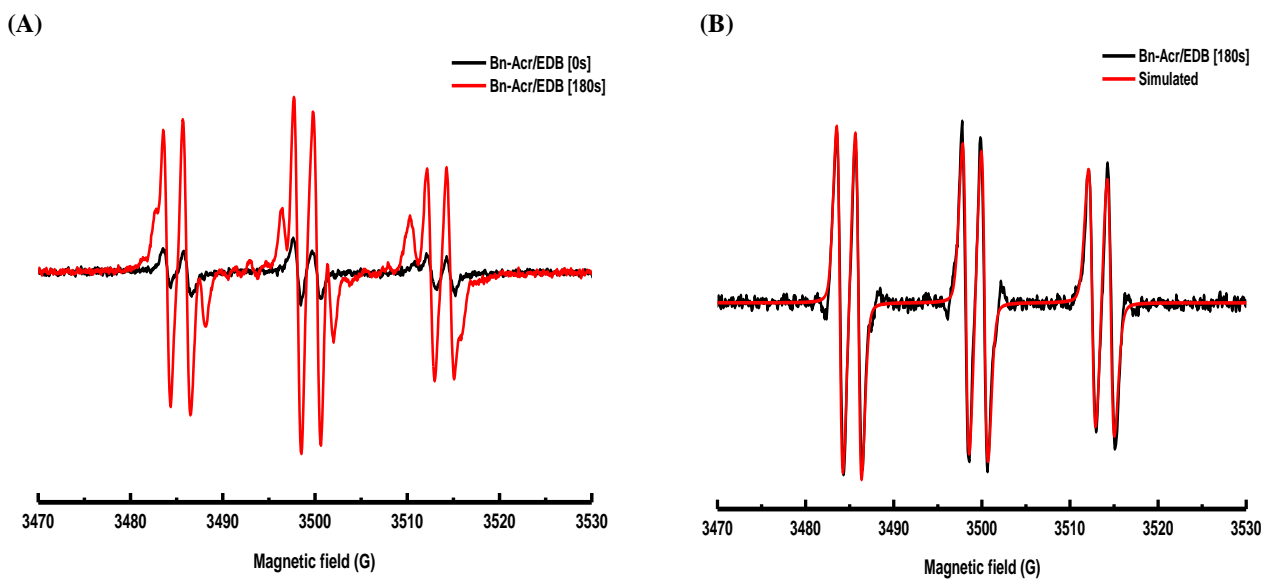 (A)
Bn-Acr/EDB [0s]
Bn-Acr/EDB [180s]
3470 3480 3490 3500 3510 3520 3530
Magnetic field (G)
(B)
Bn-Acr/EDB [180s]
Simulated
3470 3480 3490 3500 3510 3520 3530
Magnetic field (G)